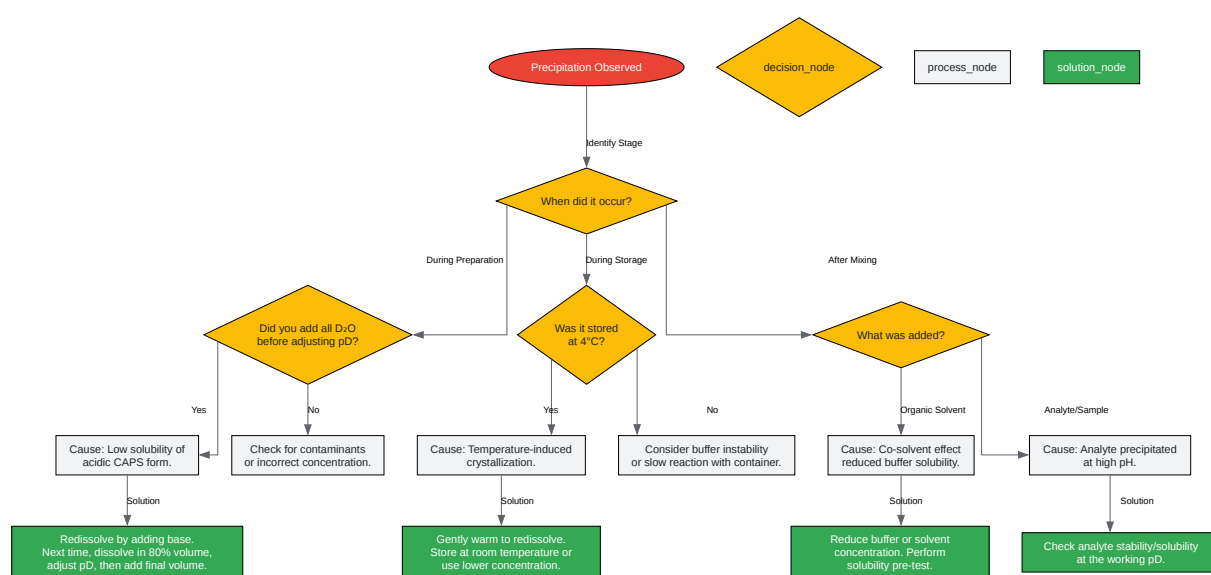 Precipitation Observed
decision_node
process_node
solution_node
Identify Stage
When did it occur?
During Preparation
During Storage
After Mixing
Did you add all D₂O
before adjusting pD?
Was it stored
at 4°C?
What was added?
Yes
No
Yes
No
Organic Solvent
Analyte/Sample
Cause: Low solubility of
acidic CAPS form.
Check for contaminants
or incorrect concentration.
Cause: Temperature-induced
crystallization.
Consider buffer instability
or slow reaction with container.
Cause: Co-solvent effect
reduced buffer solubility.
Cause: Analyte precipitated
at high pH.
Solution
Solution
Solution
Solution
Redissolve by adding base.
Next time, dissolve in 80% volume,
adjust pD, then add final volume.
Gently warm to redissolve.
Store at room temperature or
use lower concentration.
Reduce buffer or solvent
concentration. Perform
solubility pre-test.
Check analyte stability/solubility
at the working pD.